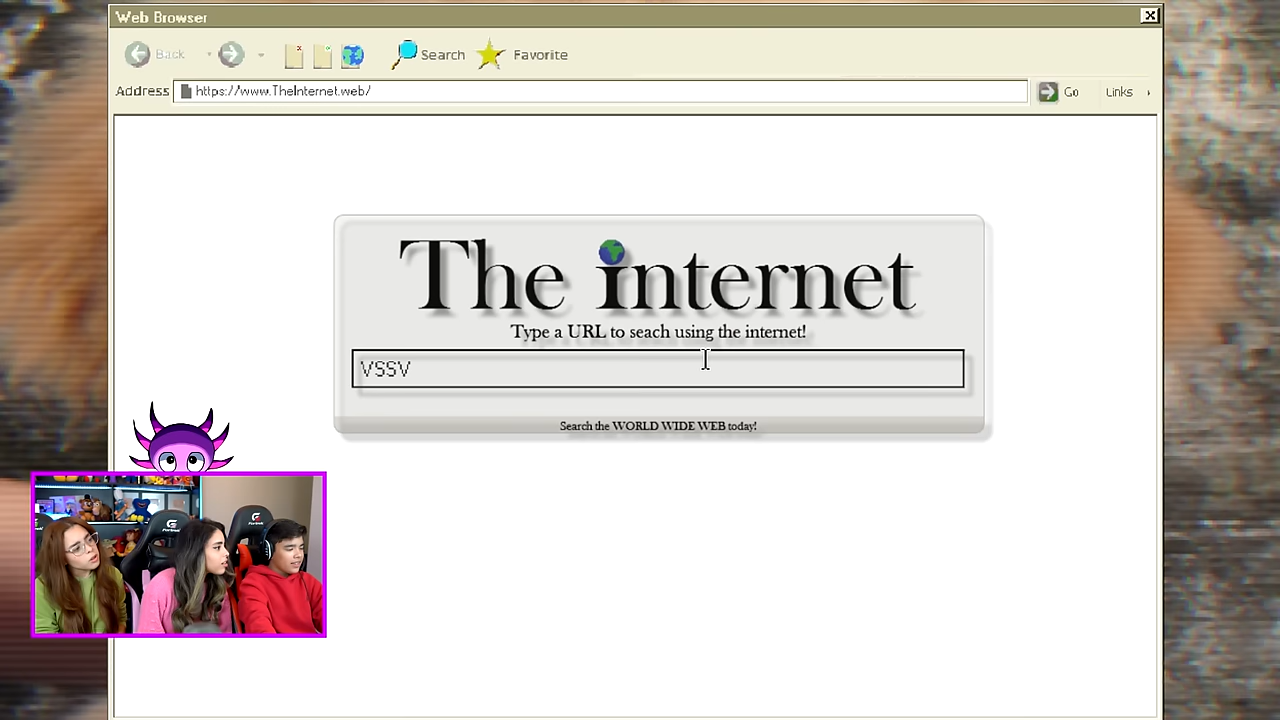 Web Browser
Back
Search
Favorite
Address
https://www.TheInternet.web/
Go
Links
The internet
Type a URL to seach using the internet!
VSSV
Search the WORLD WIDE WEB today!